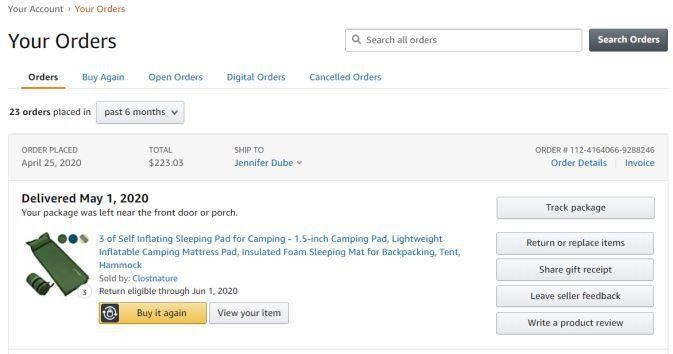 Your Account › Your Orders
Your Orders
Search all orders
Search Orders
Orders
Buy Again
Open Orders
Digital Orders
Cancelled Orders
23 orders placed in past 6 months
ORDER PLACED
April 25, 2020
TOTAL
$223.03
SHIP TO
Jennifer Dube
ORDER # 112-4164066-9288246
Order Details
Invoice
Delivered May 1, 2020
Your package was left near the front door or porch.
3 of Self Inflating Sleeping Pad for Camping - 1.5-inch Camping Pad, Lightweight
Inflatable Camping Mattress Pad, Insulated Foam Sleeping Mat for Backpacking, Tent,
Hammock
Sold by: Clostnature
Return eligible through Jun 1, 2020
3
Buy it again
View your item
Track package
Return or replace items
Share gift receipt
Leave seller feedback
Write a product review